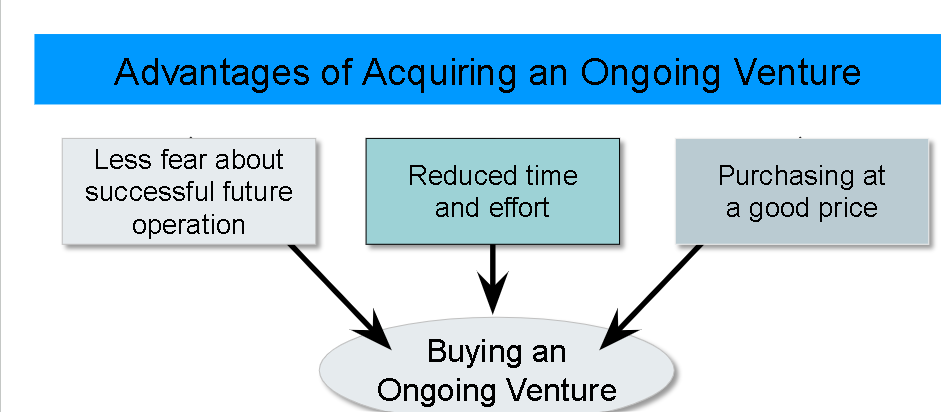 Advantages of Acquiring an Ongoing Venture
Less fear about
successful future
operation
Reduced time
and effort
Purchasing at
a good price
Buying an
Ongoing Venture